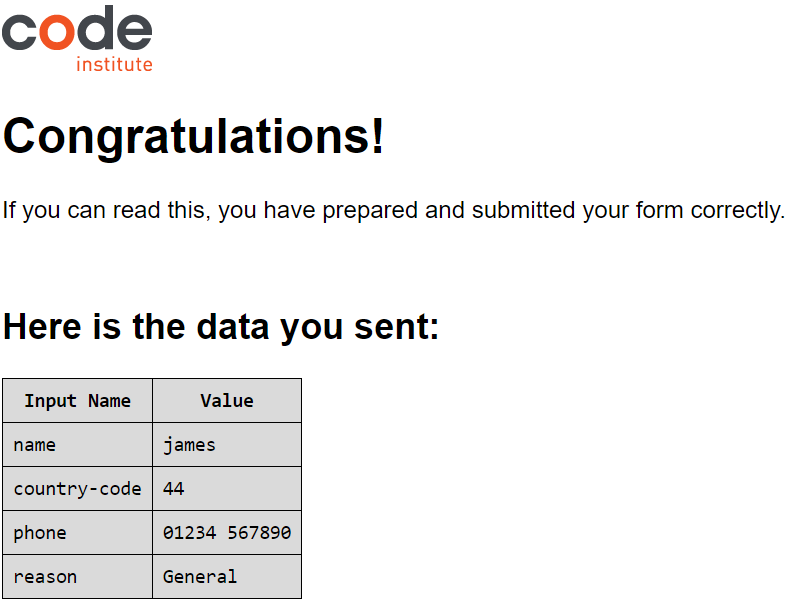 code
institute
Congratulations!
If you can read this, you have prepared and submitted your form correctly.
Here is the data you sent:
Input Name Value
name james
country-code 44
phone 01234 567890
reason General